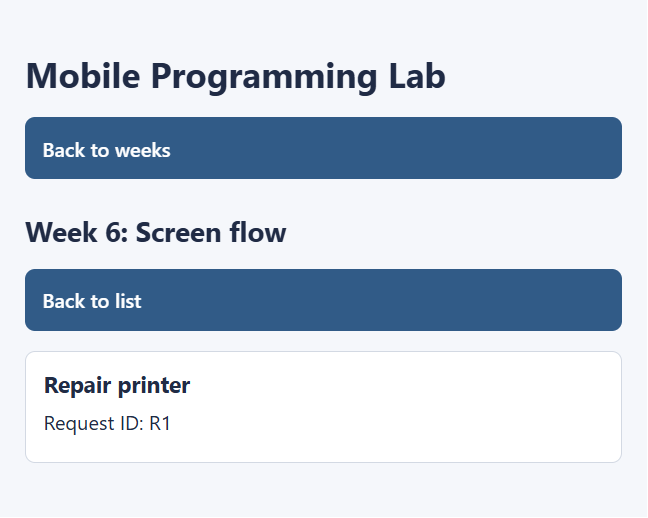 Mobile Programming Lab
Back to weeks
Week 6: Screen flow
Back to list
Repair printer
Request ID: R1